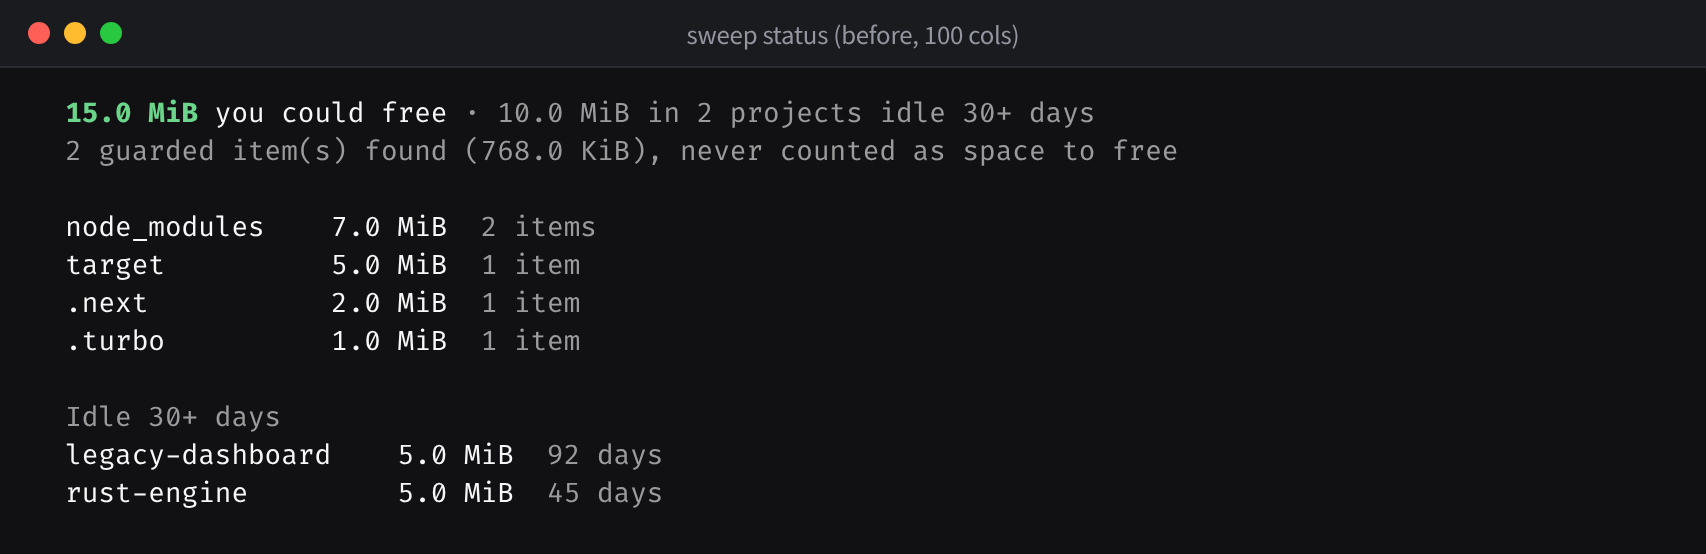 sweep status (before, 100 cols)
15.0 MiB you could free · 10.0 MiB in 2 projects idle 30+ days
2 guarded item(s) found (768.0 KiB), never counted as space to free
node_modules    7.0 MiB  2 items
target          5.0 MiB  1 item
.next           2.0 MiB  1 item
.turbo          1.0 MiB  1 item
Idle 30+ days
legacy-dashboard    5.0 MiB  92 days
rust-engine         5.0 MiB  45 days